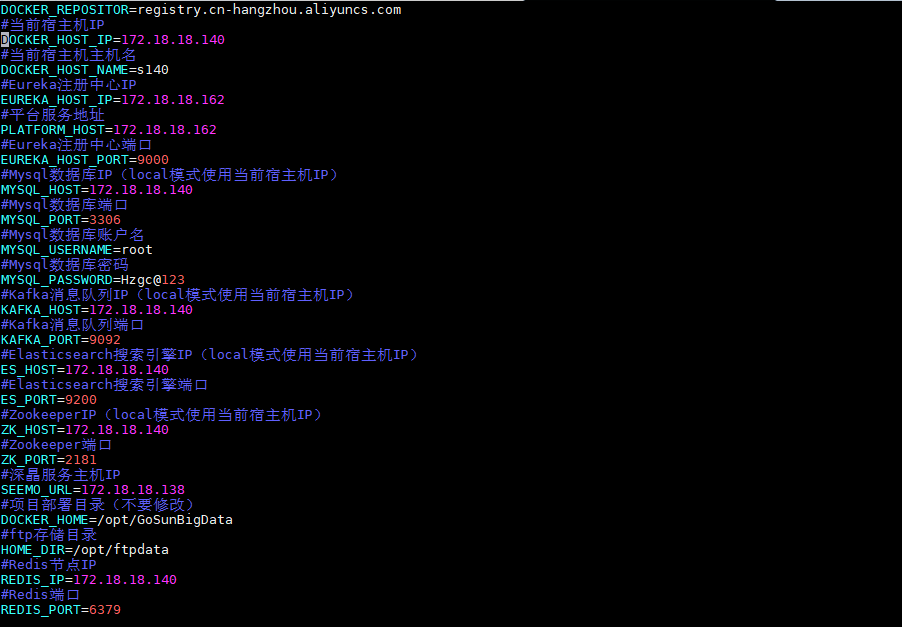 DOCKER_REPOSITOR=registry.cn-hangzhou.aliyuncs.com
#当前宿主机IP
DOCKER_HOST_IP=172.18.18.140
#当前宿主机主机名
DOCKER_HOST_NAME=s140
#Eureka注册中心IP
EUREKA_HOST_IP=172.18.18.162
#平台服务地址
PLATFORM_HOST=172.18.18.162
#Eureka注册中心端口
EUREKA_HOST_PORT=9000
#Mysql数据库IP（local模式使用当前宿主机IP）
MYSQL_HOST=172.18.18.140
#Mysql数据库端口
MYSQL_PORT=3306
#Mysql数据库账户名
MYSQL_USERNAME=root
#Mysql数据库密码
MYSQL_PASSWORD=Hzgc@123
#Kafka消息队列IP（local模式使用当前宿主机IP）
KAFKA_HOST=172.18.18.140
#Kafka消息队列端口
KAFKA_PORT=9092
#Elasticsearch搜索引擎IP（local模式使用当前宿主机IP）
ES_HOST=172.18.18.140
#Elasticsearch搜索引擎端口
ES_PORT=9200
#ZookeeperIP（local模式使用当前宿主机IP）
ZK_HOST=172.18.18.140
#Zookeeper端口
ZK_PORT=2181
#深晶服务主机IP
SEEMO_URL=172.18.18.138
#项目部署目录（不要修改）
DOCKER_HOME=/opt/GoSunBigData
#ftp存储目录
HOME_DIR=/opt/ftpdata
#Redis节点IP
REDIS_IP=172.18.18.140
#Redis端口
REDIS_PORT=6379